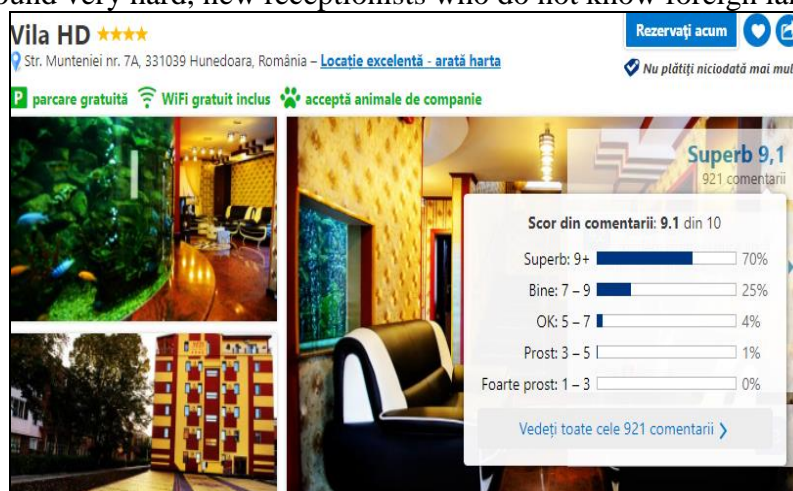 Vila HD
Rezervați acum
Str. Munteniei nr. 7A, 331039 Hunedoara, România – Locație excelentă - arată harta
Nu plătiți niciodată mai mul
P parcare gratuită WiFi gratuit inclus acceptă animale de companie
Superb 9,1
921 comentarii
Scor din comentarii: 9.1 din 10
Superb: 9+ 70%
Bine: 7 – 9 25%
OK: 5 – 7 4%
Prost: 3 – 5 1%
Foarte prost: 1 – 3 0%
Vedeți toate cele 921 comentarii